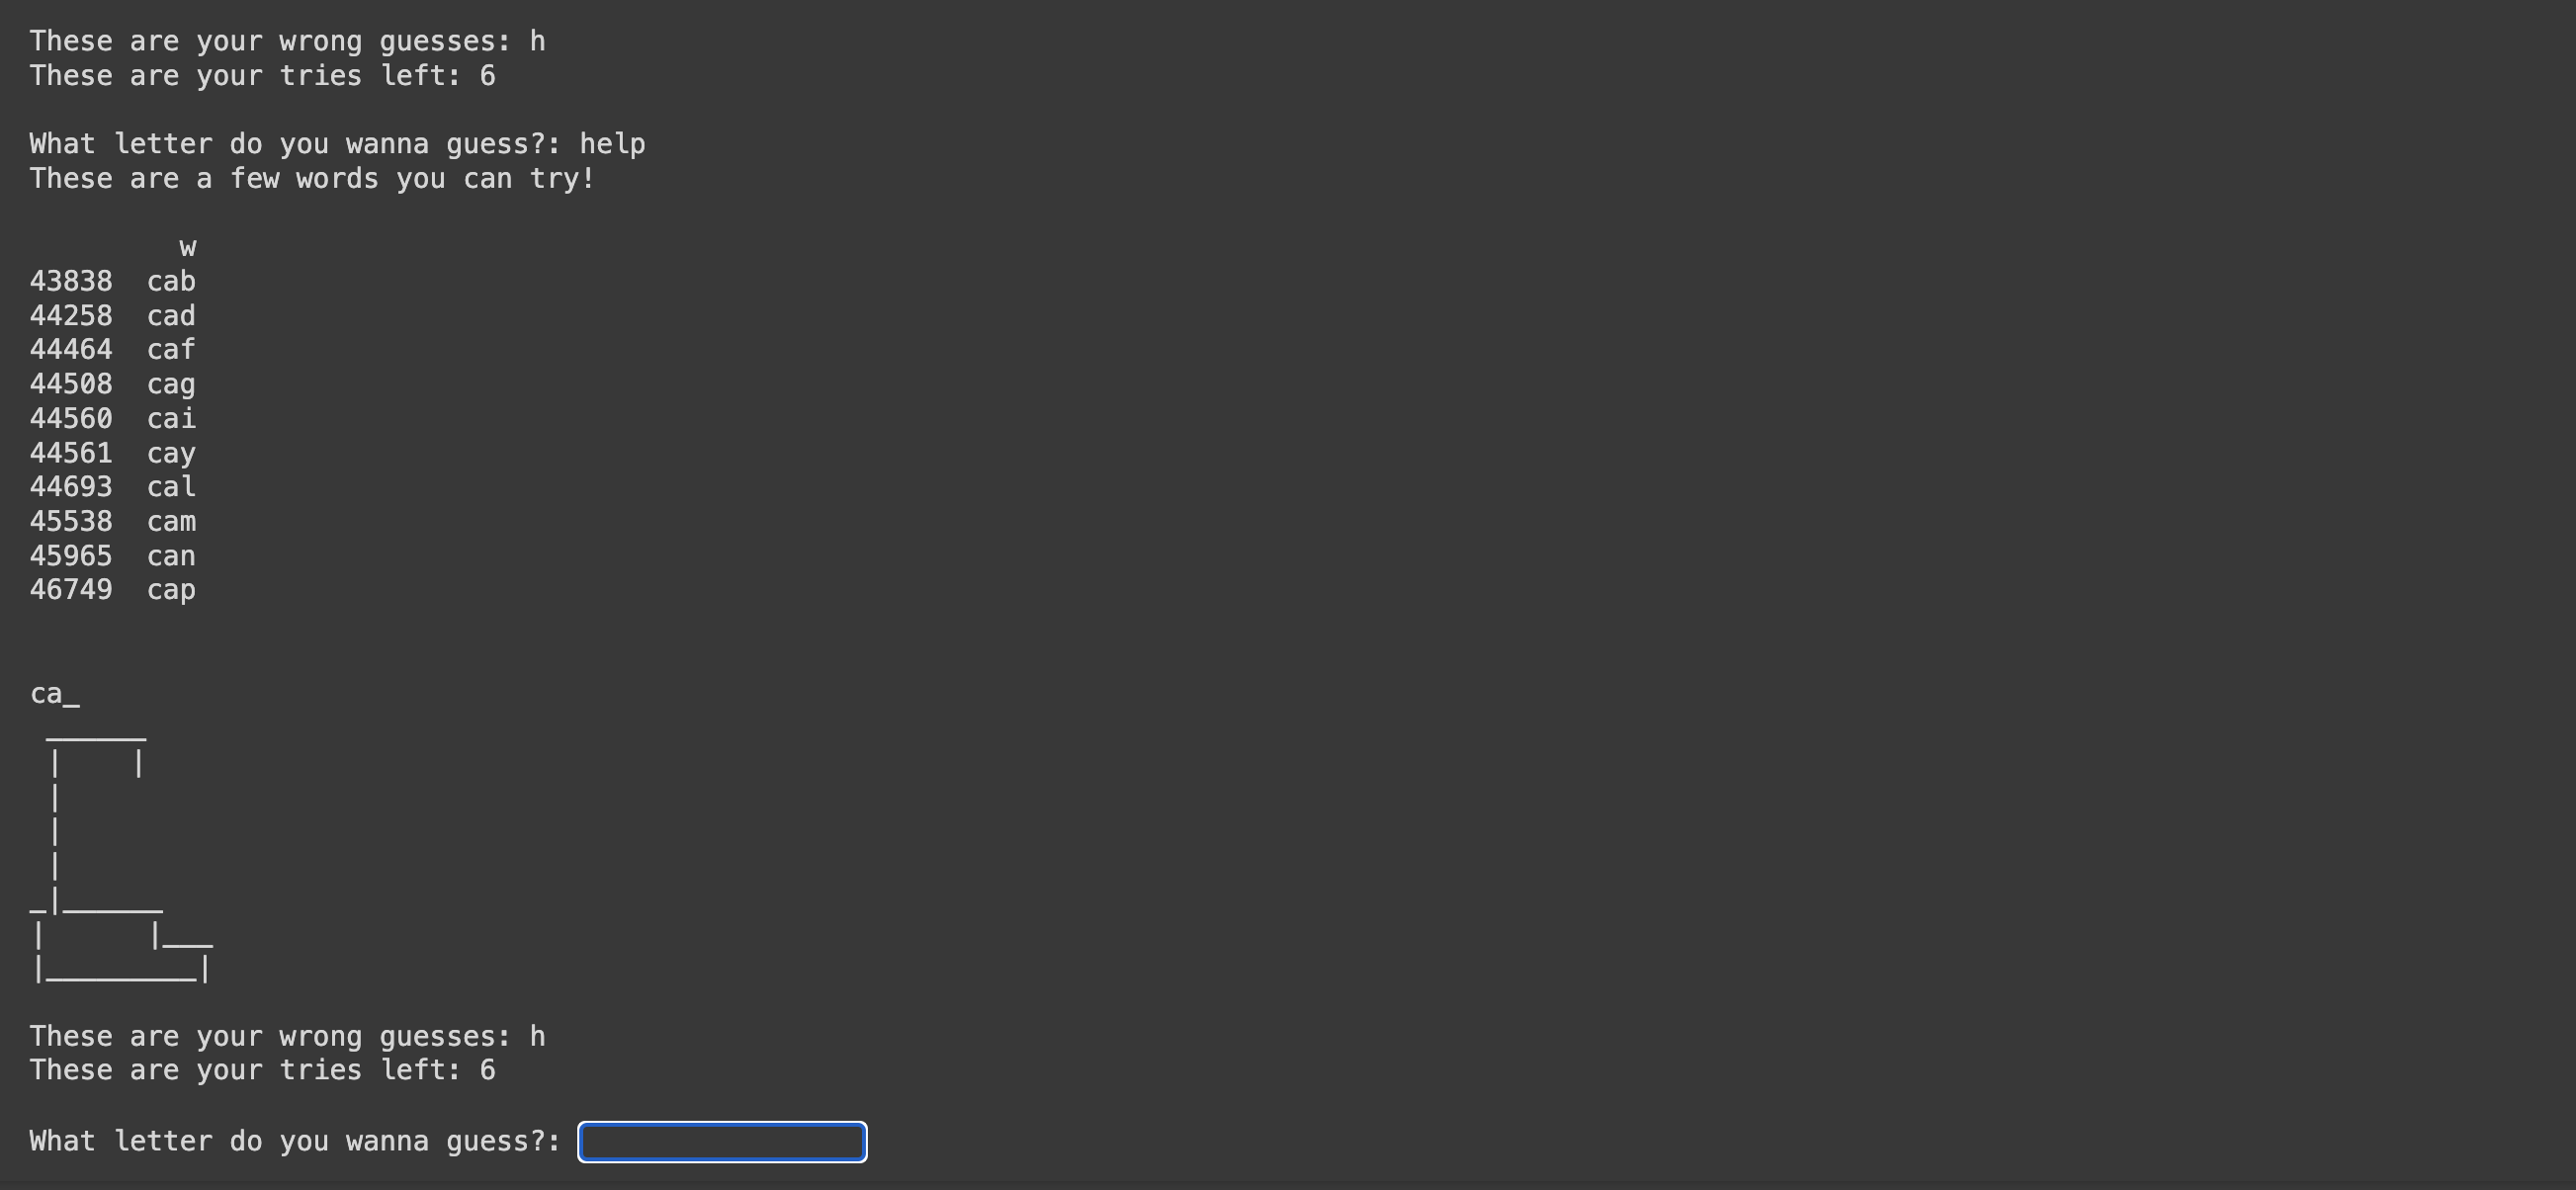 These are your wrong guesses: h
These are your tries left: 6
What letter do you wanna guess?: help
These are a few words you can try!
w
43838  cab
44258  cad
44464  caf
44508  cag
44560  cai
44561  cay
44693  cal
45538  cam
45965  can
46749  cap
ca_
These are your wrong guesses: h
These are your tries left: 6
What letter do you wanna guess?: